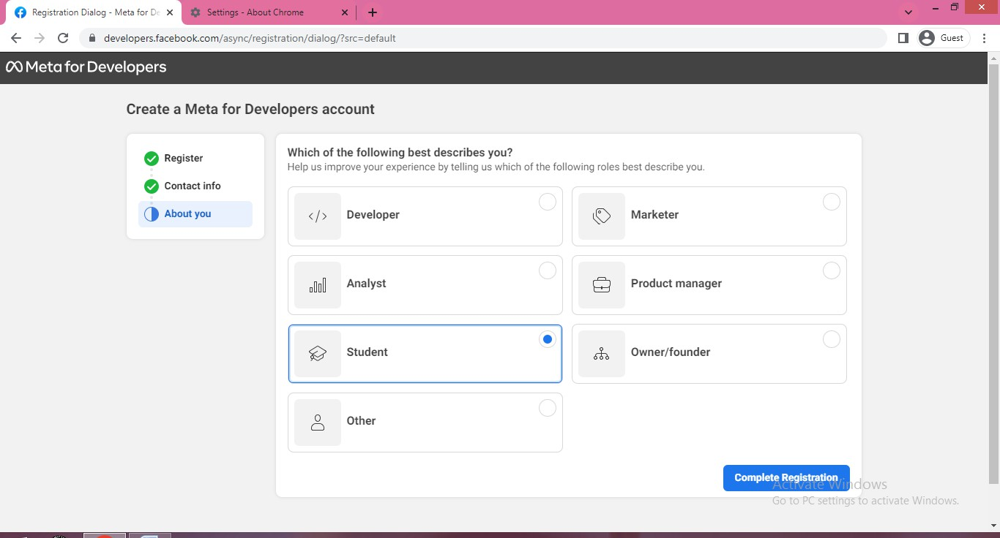 Registration Dialog - Meta for De
Settings - About Chrome
developers.facebook.com/async/registration/dialog/?src=default
Guest
Meta for Developers
Create a Meta for Developers account
Register
Contact info
About you
Which of the following best describes you?
Help us improve your experience by telling us which of the following roles best describe you.
Developer
Marketer
Analyst
Product manager
Student
Owner/founder
Other
Complete Registration
Activate Windows
Go to PC settings to activate Windows.